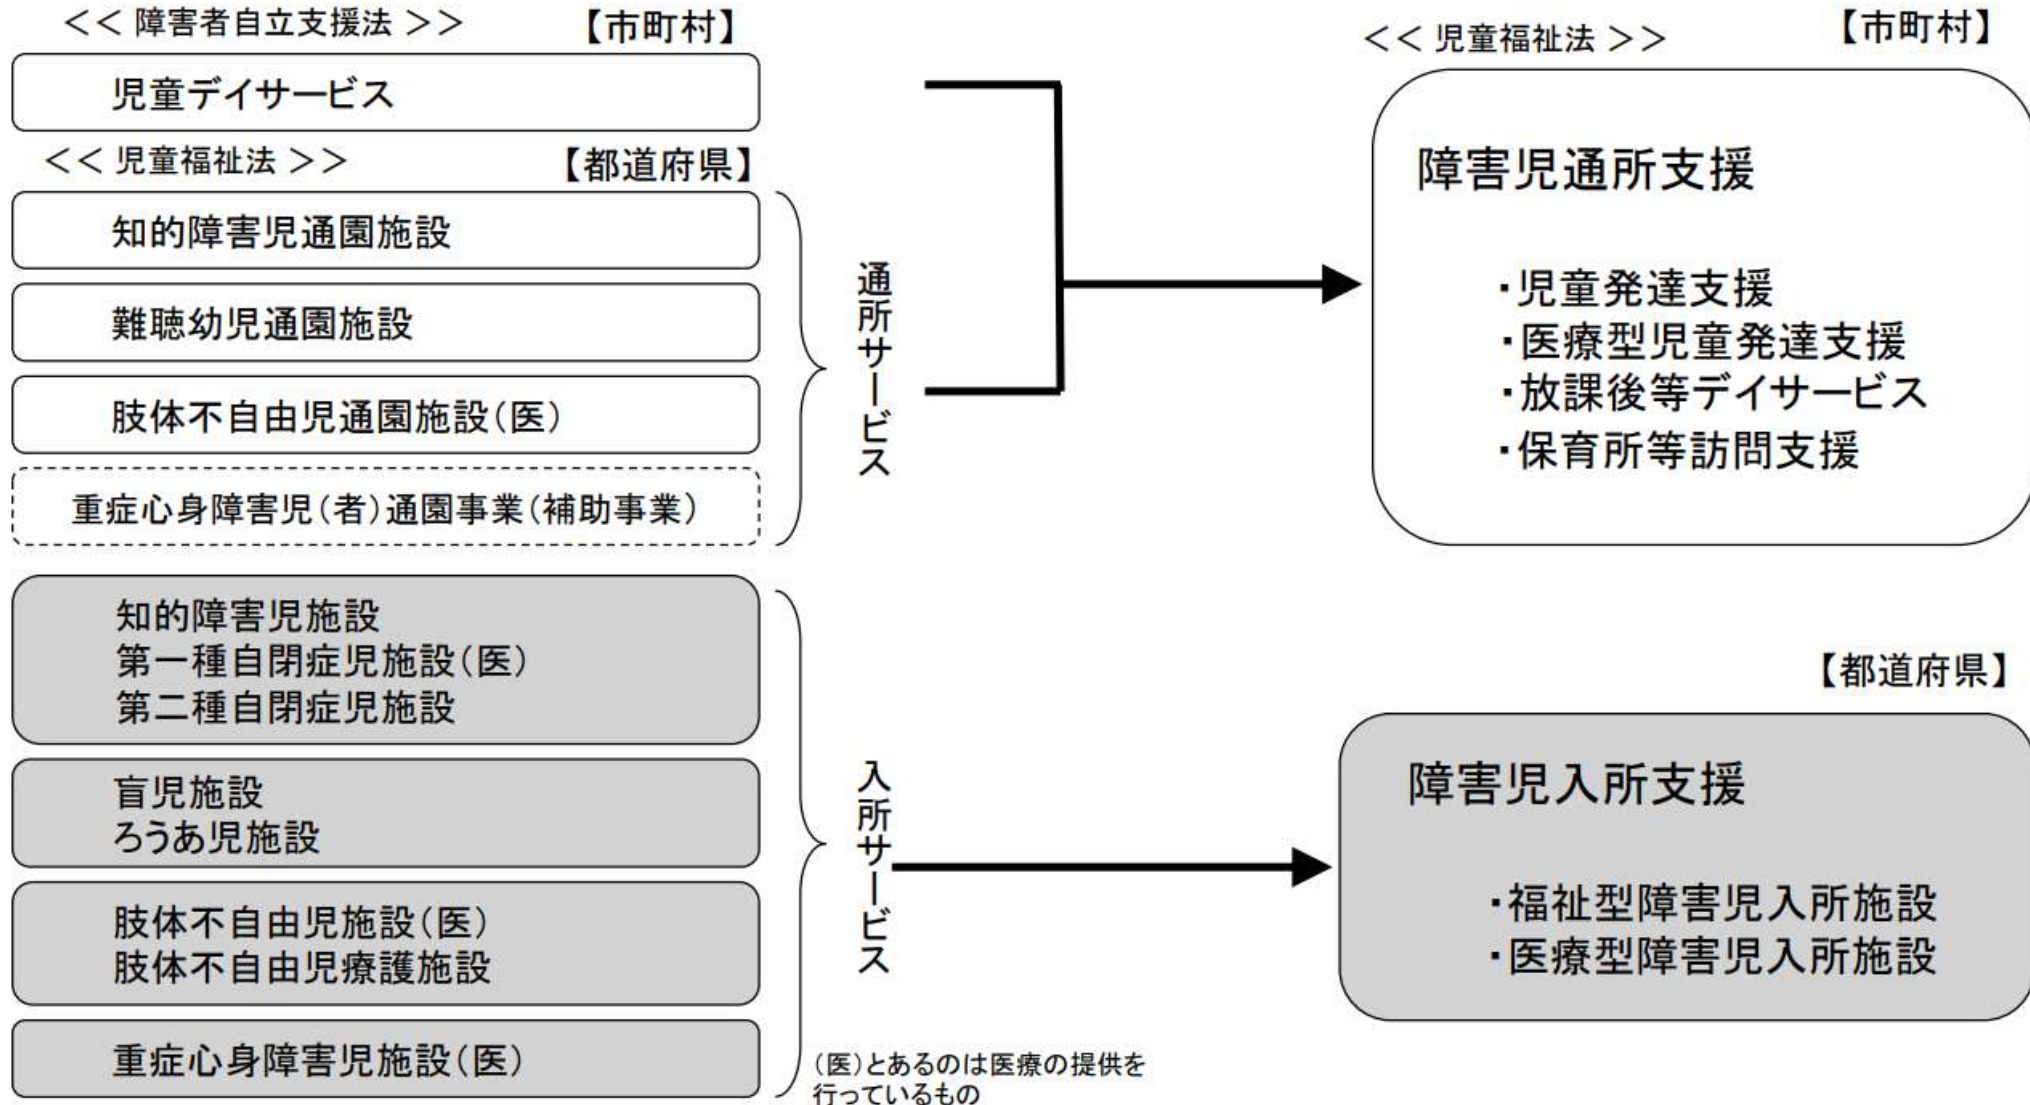 ＜＜ 障害者自立支援法 ＞＞ 【市町村】
児童デイサービス
＜＜ 児童福祉法 ＞＞ 【都道府県】
知的障害児通園施設
難聴幼児通園施設
肢体不自由児通園施設（医）
重症心身障害児（者）通園事業（補助事業）
通所サービス
知的障害児施設
第一種自閉症児施設（医）
第二種自閉症児施設
盲児施設
ろうあ児施設
肢体不自由児施設（医）
肢体不自由児療護施設
重症心身障害児施設（医）
入所サービス
（医）とあるのは医療の提供を
行っているもの
＜＜ 児童福祉法 ＞＞ 【市町村】
障害児通所支援
・児童発達支援
・医療型児童発達支援
・放課後等デイサービス
・保育所等訪問支援
【都道府県】
障害児入所支援
・福祉型障害児入所施設
・医療型障害児入所施設